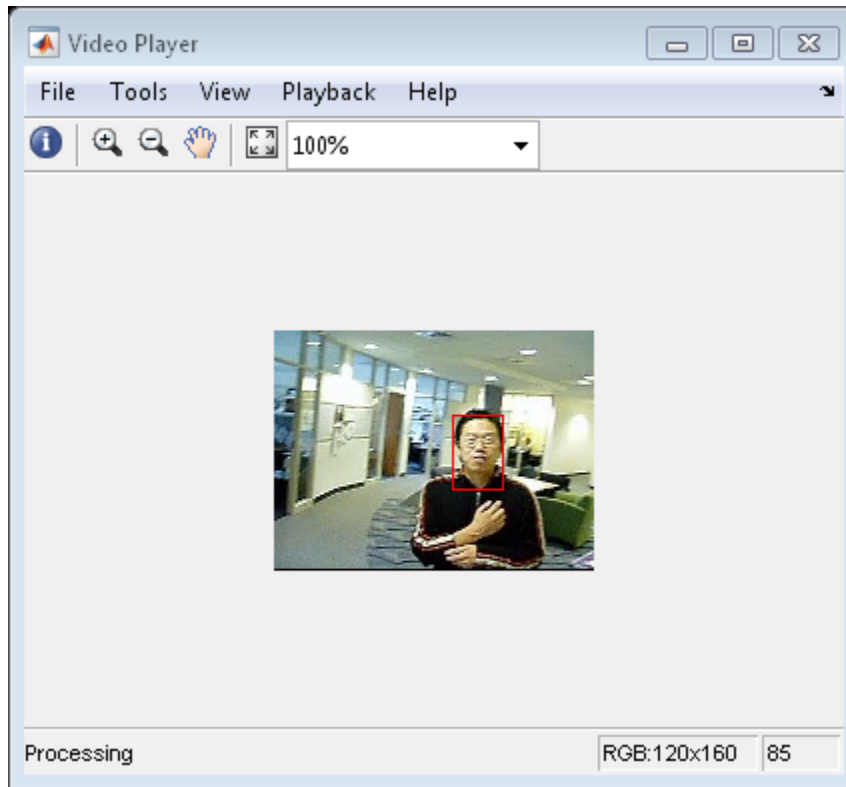 Video Player
File Tools View Playback Help
100%
Processing
RGB:120x160 85